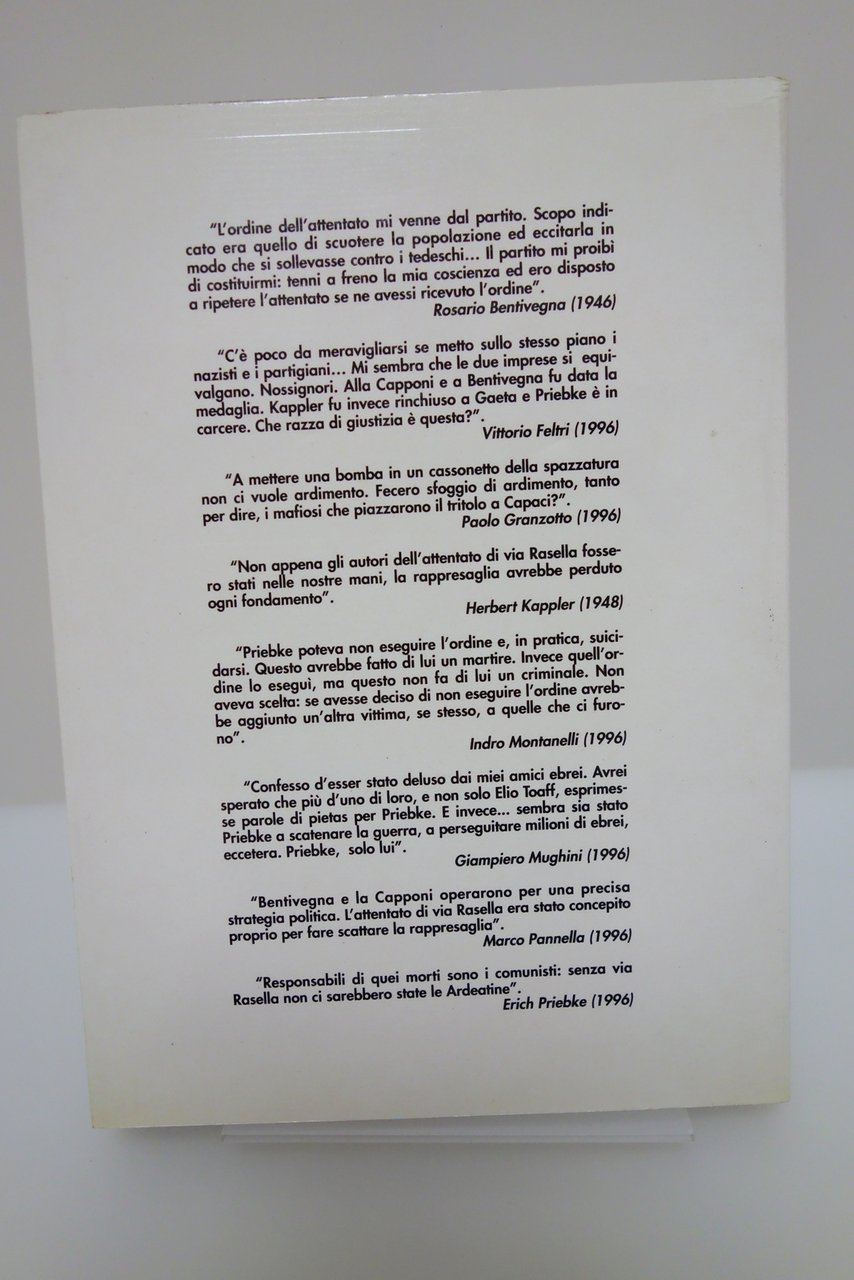 "L'ordine dell'attentato mi venne dal partito. Scopo indi-
cato era quello di scuotere la popolazione ed eccitarla in
modo che si sollevasse contro i tedeschi... Il partito mi proibì
di costituirmi: tenni a freno la mia coscienza ed ero disposto
a ripetere l'attentato se ne avessi ricevuto l'ordine".
Rosario Bentivegna (1946)
"C'è poco da meravigliarsi se metto sullo stesso piano i
nazisti e i partigiani... Mi sembra che le due imprese si equi-
valgano. Nossignori. Alla Capponi e a Bentivegna fu data la
medaglia. Kappler fu invece rinchiuso a Gaeta e Priebke è in
carcere. Che razza di giustizia è questa?".
Vittorio Feltri (1996)
"A mettere una bomba in un cassonetto della spazzatura
non ci vuole ardimento. Fecero sfoggio di ardimento, tanto
per dire, i mafiosi che piazzarono il tritolo a Capaci?".
Paolo Granzotto (1996)
"Non appena gli autori dell'attentato di via Rasella fosse-
ro stati nelle nostre mani, la rappresaglia avrebbe perduto
ogni fondamento".
Herbert Kappler (1948)
"Priebke poteva non eseguire l'ordine e, in pratica, suici-
darsi. Questo avrebbe fatto di lui un martire. Invece quell'or-
dine lo eseguì, ma questo non fa di lui un criminale. Non
aveva scelta: se avesse deciso di non eseguire l'ordine avreb-
be aggiunto un'altra vittima, se stesso, a quelle che ci furo-
no".
Indro Montanelli (1996)
"Confesso d'esser stato deluso dai miei amici ebrei. Avrei
sperato che più d'uno di loro, e non solo Elio Toaff, esprimes-
se parole di pietas per Priebke. E invece... sembra sia stato
Priebke a scatenare la guerra, a perseguitare milioni di ebrei,
eccetera. Priebke, solo lui".
Giampiero Mughini (1996)
"Bentivegna e la Capponi operarono per una precisa
strategia politica. L'attentato di via Rasella era stato concepito
proprio per fare scattare la rappresaglia".
Marco Pannella (1996)
"Responsabili di quei morti sono i comunisti: senza via
Rasella non ci sarebbero state le Ardeatine".
Erich Priebke (1996)